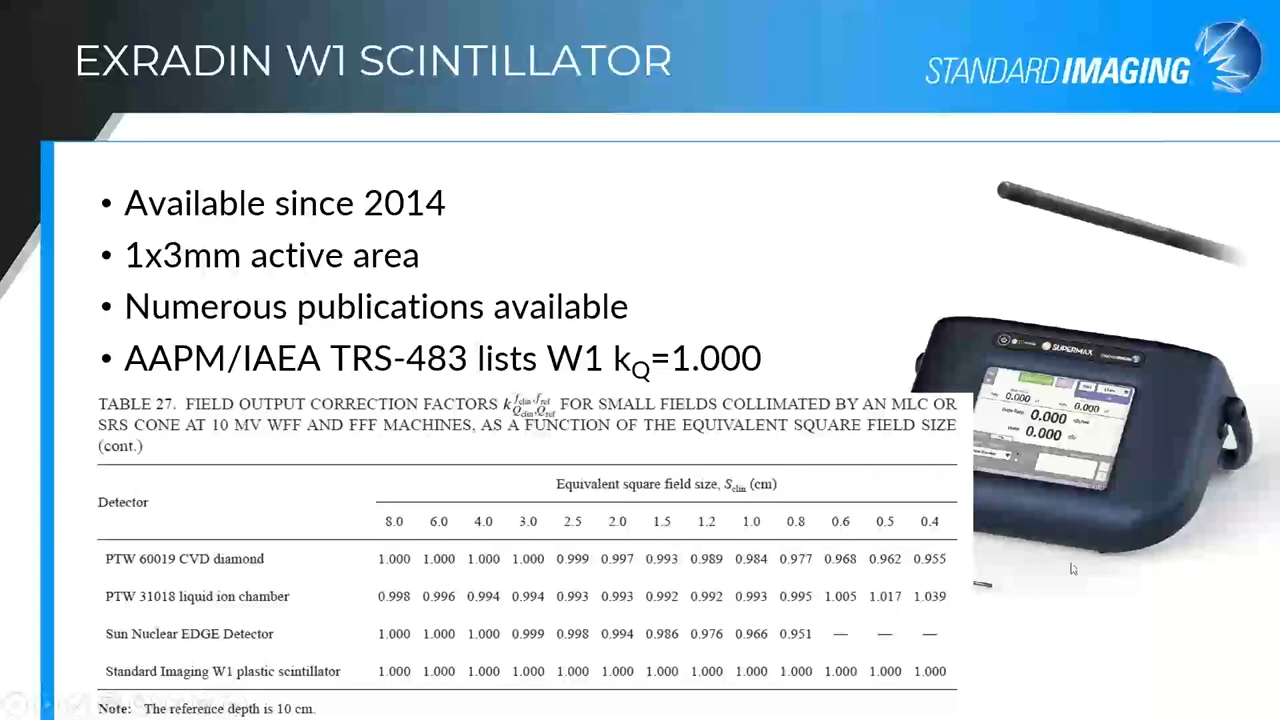 EXRADIN W1 SCINTILLATOR
STANDARD IMAGING
• Available since 2014
• 1x3mm active area
• Numerous publications available
• AAPM/IAEA TRS-483 lists W1 kQ=1.000
SUPERMAX
0.000
0.000
0.000
0.000
TABLE 27. FIELD OUTPUT CORRECTION FACTORS k fclin,fref Qclin,Qref FOR SMALL FIELDS COLLIMATED BY AN MLC OR
SRS CONE AT 10 MV WFF AND FFF MACHINES, AS A FUNCTION OF THE EQUIVALENT SQUARE FIELD SIZE
(cont.)
Detector
Equivalent square field size, Sclin (cm)
8.0 6.0 4.0 3.0 2.5 2.0 1.5 1.2 1.0 0.8 0.6 0.5 0.4
PTW 60019 CVD diamond 1.000 1.000 1.000 1.000 0.999 0.997 0.993 0.989 0.984 0.977 0.968 0.962 0.955
PTW 31018 liquid ion chamber 0.998 0.996 0.994 0.994 0.993 0.993 0.992 0.992 0.993 0.995 1.005 1.017 1.039
Sun Nuclear EDGE Detector 1.000 1.000 1.000 0.999 0.998 0.994 0.986 0.976 0.966 0.951 — — —
Standard Imaging W1 plastic scintillator 1.000 1.000 1.000 1.000 1.000 1.000 1.000 1.000 1.000 1.000 1.000 1.000 1.000
Note: The reference depth is 10 cm.